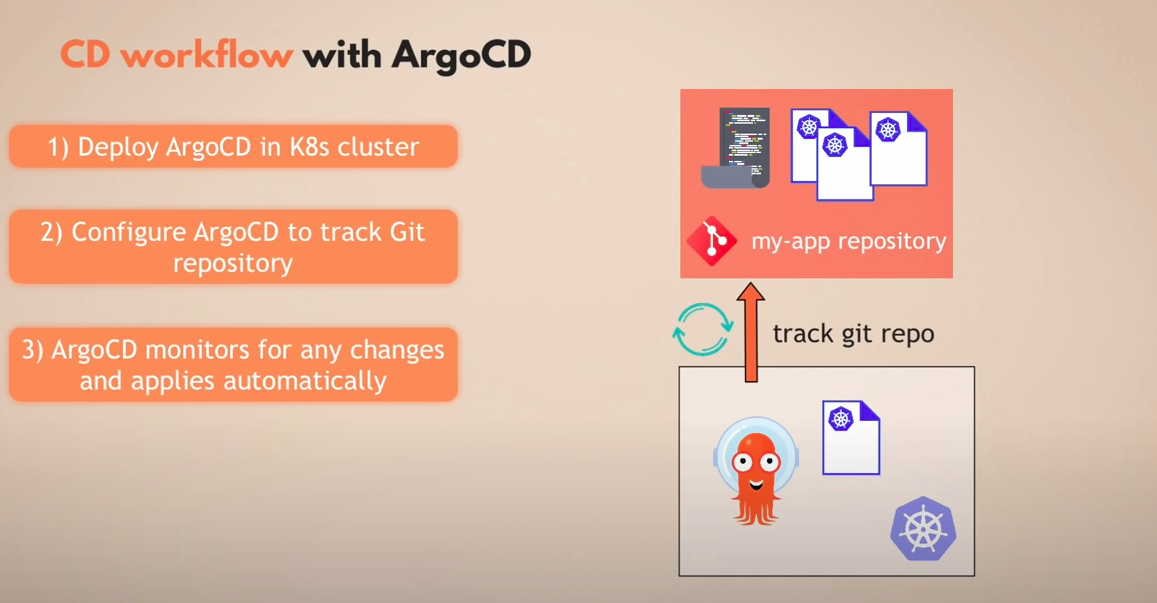 CD workflow with ArgoCD
1) Deploy ArgoCD in K8s cluster
2) Configure ArgoCD to track Git
repository
3) ArgoCD monitors for any changes
and applies automatically
my-app repository
track git repo